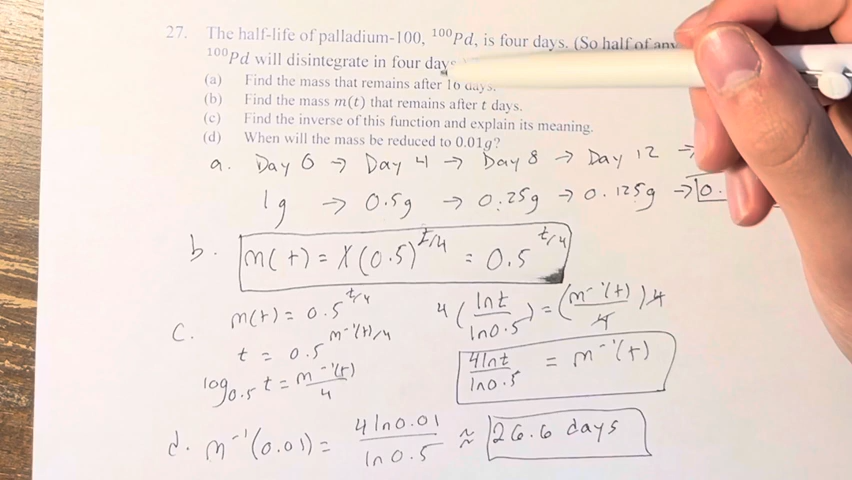 27. The half-life of palladium-100, ¹⁰⁰Pd, is four days. (So half of any
¹⁰⁰Pd will disintegrate in four days
(a) Find the mass that remains after 16 days.
(b) Find the mass m(t) that remains after t days.
(c) Find the inverse of this function and explain its meaning.
(d) When will the mass be reduced to 0.01g?
a. Day 0 → Day 4 → Day 8 → Day 12 →
1g → 0.5g → 0.25g → 0.125g → 0.
b. m(t) = X(0.5)^(t/4) = 0.5^(t/4)
c. m(t) = 0.5^(t/4)
t = 0.5^(m⁻¹(t)/4)
log_0.5 t = m⁻¹(t)/4
4(ln t/ln 0.5) = (m⁻¹(t)/4)4
4 ln t/ln 0.5 = m⁻¹(t)
d. m⁻¹(0.01) = 4 ln 0.01/ln 0.5 ≈ 26.6 days